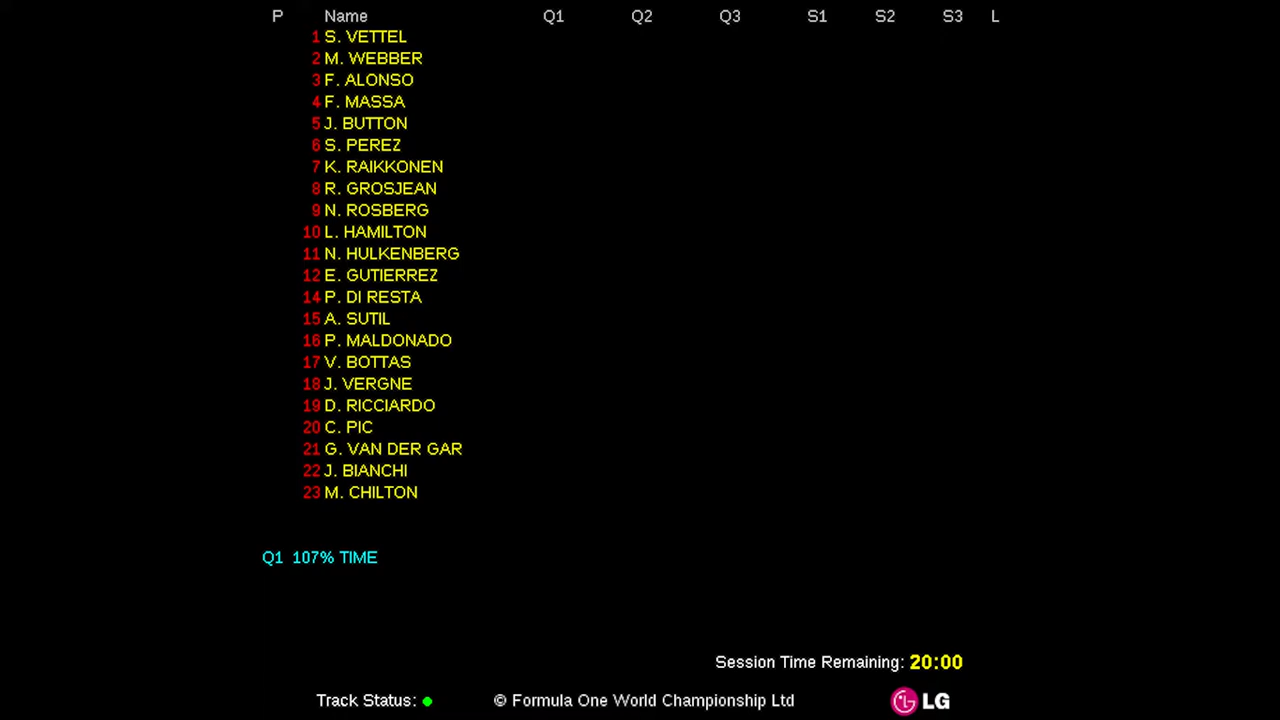 P Name Q1 Q2 Q3 S1 S2 S3 L
1 S. VETTEL
2 M. WEBBER
3 F. ALONSO
4 F. MASSA
5 J. BUTTON
6 S. PEREZ
7 K. RAIKKONEN
8 R. GROSJEAN
9 N. ROSBERG
10 L. HAMILTON
11 N. HULKENBERG
12 E. GUTIERREZ
14 P. DI RESTA
15 A. SUTIL
16 P. MALDONADO
17 V. BOTTAS
18 J. VERGNE
19 D. RICCIARDO
20 C. PIC
21 G. VAN DER GAR
22 J. BIANCHI
23 M. CHILTON
Q1 107% TIME
Session Time Remaining: 20:00
Track Status: © Formula One World Championship Ltd LG